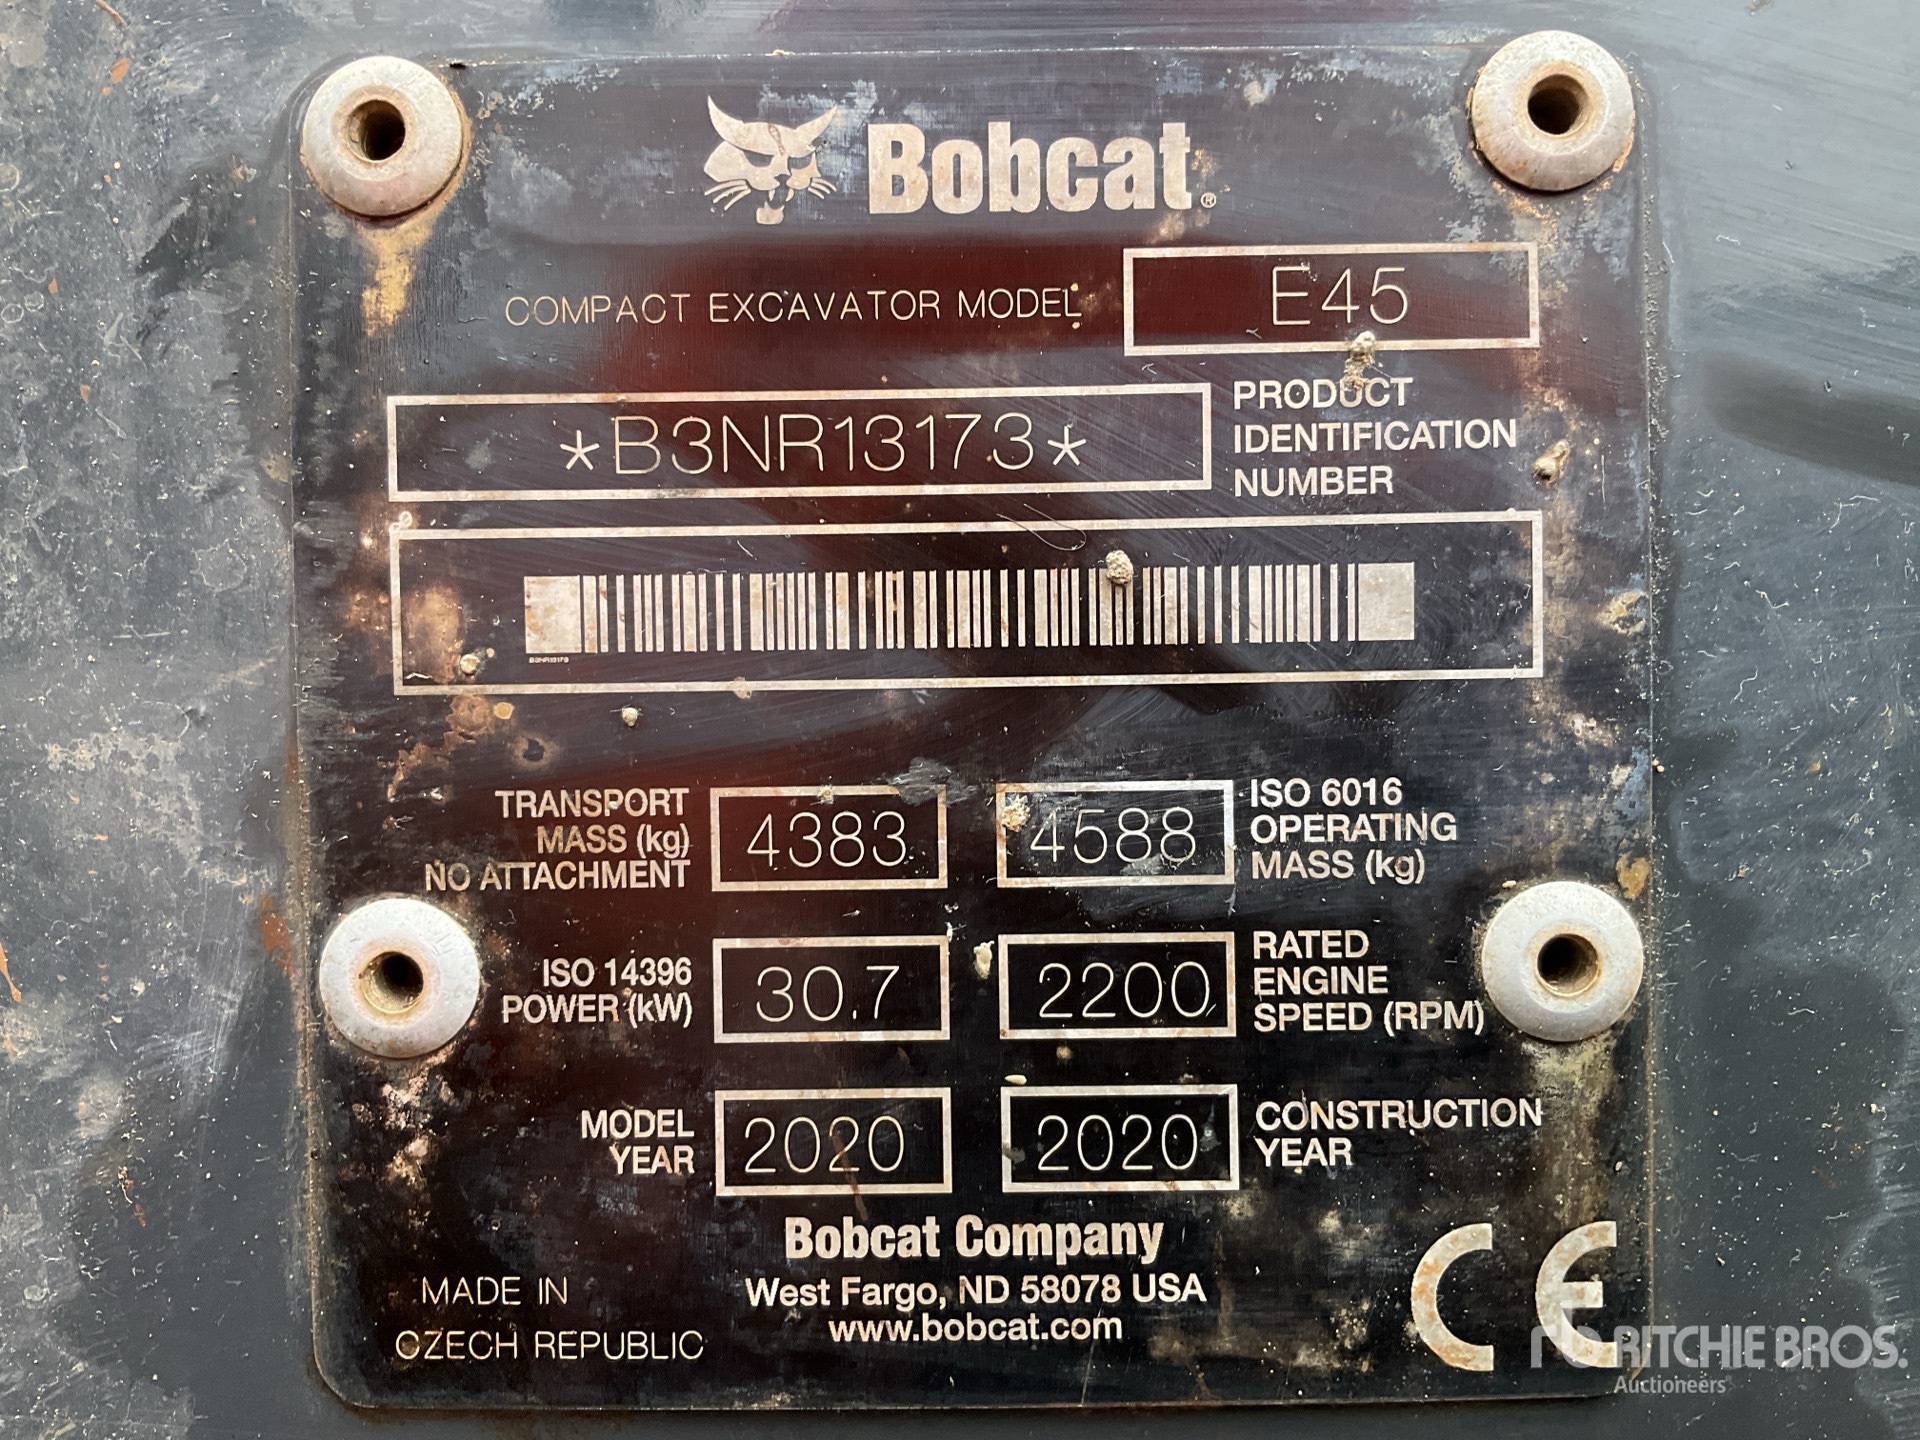 Bobcat®
COMPACT EXCAVATOR MODEL E45
*B3NR13173*
PRODUCT
IDENTIFICATION
NUMBER
B3NR13173
TRANSPORT
MASS (kg)
NO ATTACHMENT
4383
4588
ISO 6016
OPERATING
MASS (kg)
ISO 14396
POWER (kW)
30.7
2200
RATED
ENGINE
SPEED (RPM)
MODEL
YEAR
2020
2020
CONSTRUCTION
YEAR
Bobcat Company
West Fargo, ND 58078 USA
www.bobcat.com
MADE IN
CZECH REPUBLIC
CE
RITCHIE BROS.
Auctioneers